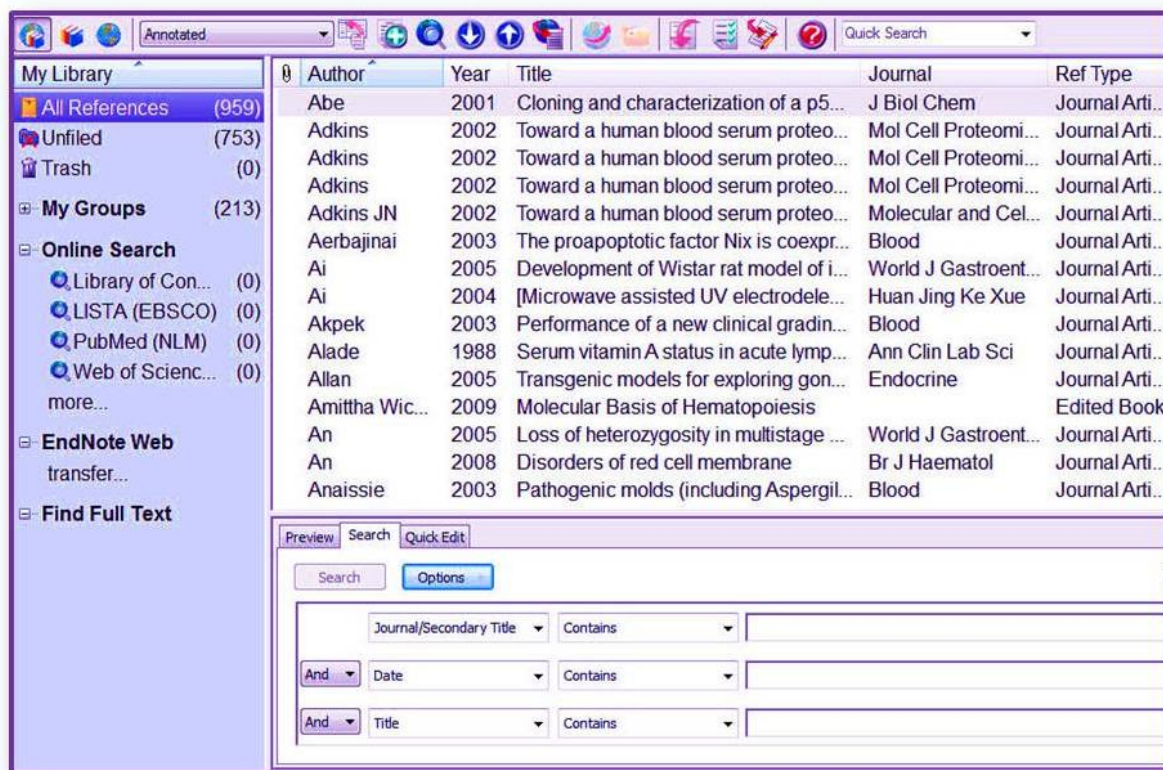 Annotated Quick Search
My Library
All References (959)
Unfiled (753)
Trash (0)
My Groups (213)
Online Search
Library of Con... (0)
LISTA (EBSCO) (0)
PubMed (NLM) (0)
Web of Scienc... (0)
more...
EndNote Web
transfer...
Find Full Text
Author Year Title Journal Ref Type
Abe 2001 Cloning and characterization of a p5... J Biol Chem Journal Arti...
Adkins 2002 Toward a human blood serum proteo... Mol Cell Proteomi... Journal Arti...
Adkins 2002 Toward a human blood serum proteo... Mol Cell Proteomi... Journal Arti...
Adkins 2002 Toward a human blood serum proteo... Mol Cell Proteomi... Journal Arti...
Adkins JN 2002 Toward a human blood serum proteo... Molecular and Cel... Journal Arti...
Aerbajinai 2003 The proapoptotic factor Nix is coexpr... Blood Journal Arti...
Ai 2005 Development of Wistar rat model of i... World J Gastroent... Journal Arti...
Ai 2004 [Microwave assisted UV electrodele... Huan Jing Ke Xue Journal Arti...
Akpek 2003 Performance of a new clinical gradin... Blood Journal Arti...
Alade 1988 Serum vitamin A status in acute lymp... Ann Clin Lab Sci Journal Arti...
Allan 2005 Transgenic models for exploring gon... Endocrine Journal Arti...
Amittha Wic... 2009 Molecular Basis of Hematopoiesis Edited Book
An 2005 Loss of heterozygosity in multistage ... World J Gastroent... Journal Arti...
An 2008 Disorders of red cell membrane Br J Haematol Journal Arti...
Anaissie 2003 Pathogenic molds (including Aspergil... Blood Journal Arti...
Preview Search Quick Edit
Search Options
Journal/Secondary Title Contains
And Date Contains
And Title Contains